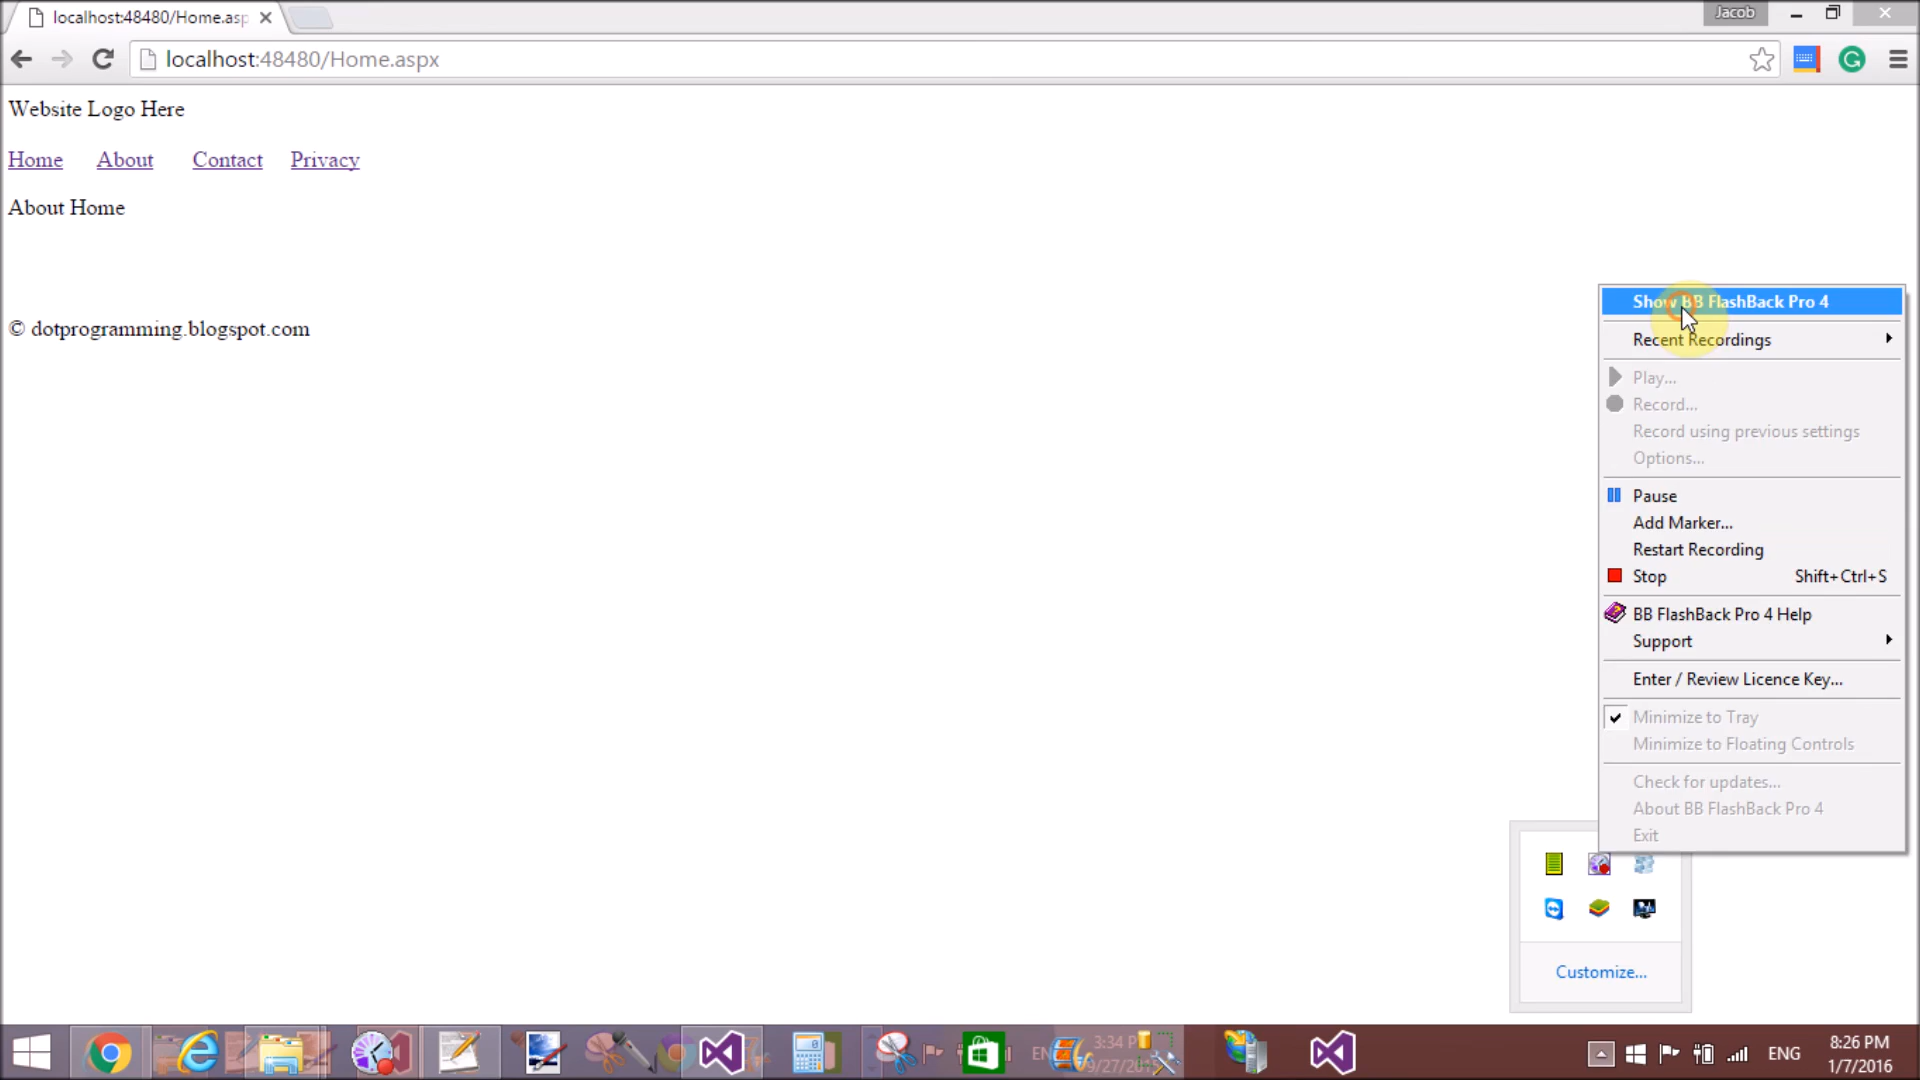 localhost:48480/Home.asp
Jacob
localhost:48480/Home.aspx
Website Logo Here
Home About Contact Privacy
About Home
© dotprogramming.blogspot.com
Show BB FlashBack Pro 4
Recent Recordings
Play...
Record...
Record using previous settings
Options...
Pause
Add Marker...
Restart Recording
Stop Shift+Ctrl+S
BB FlashBack Pro 4 Help
Support
Enter / Review Licence Key...
Minimize to Tray
Minimize to Floating Controls
Check for updates...
About BB FlashBack Pro 4
Exit
Customize...
3:34 P
ENG
8:26 PM
1/7/2016